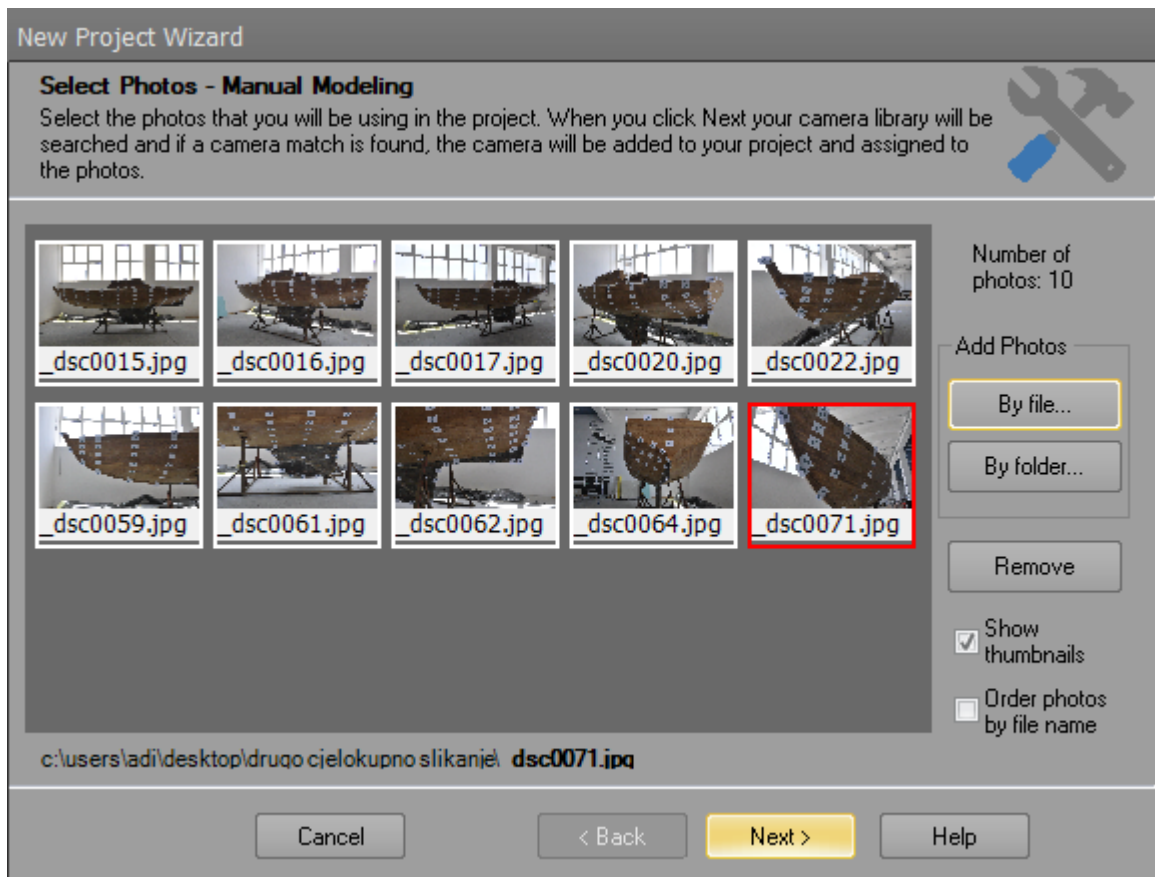 New Project Wizard
Select Photos - Manual Modeling
Select the photos that you will be using in the project. When you click Next your camera library will be
searched and if a camera match is found, the camera will be added to your project and assigned to
the photos.
_dsc0015.jpg _dsc0016.jpg _dsc0017.jpg _dsc0020.jpg _dsc0022.jpg
_dsc0059.jpg _dsc0061.jpg _dsc0062.jpg _dsc0064.jpg _dsc0071.jpg
Number of
photos: 10
Add Photos
By file...
By folder...
Remove
Show
thumbnails
Order photos
by file name
c:\users\adi\desktop\drugo cjelokupno slikanje\_dsc0071.jpg
Cancel < Back Next > Help